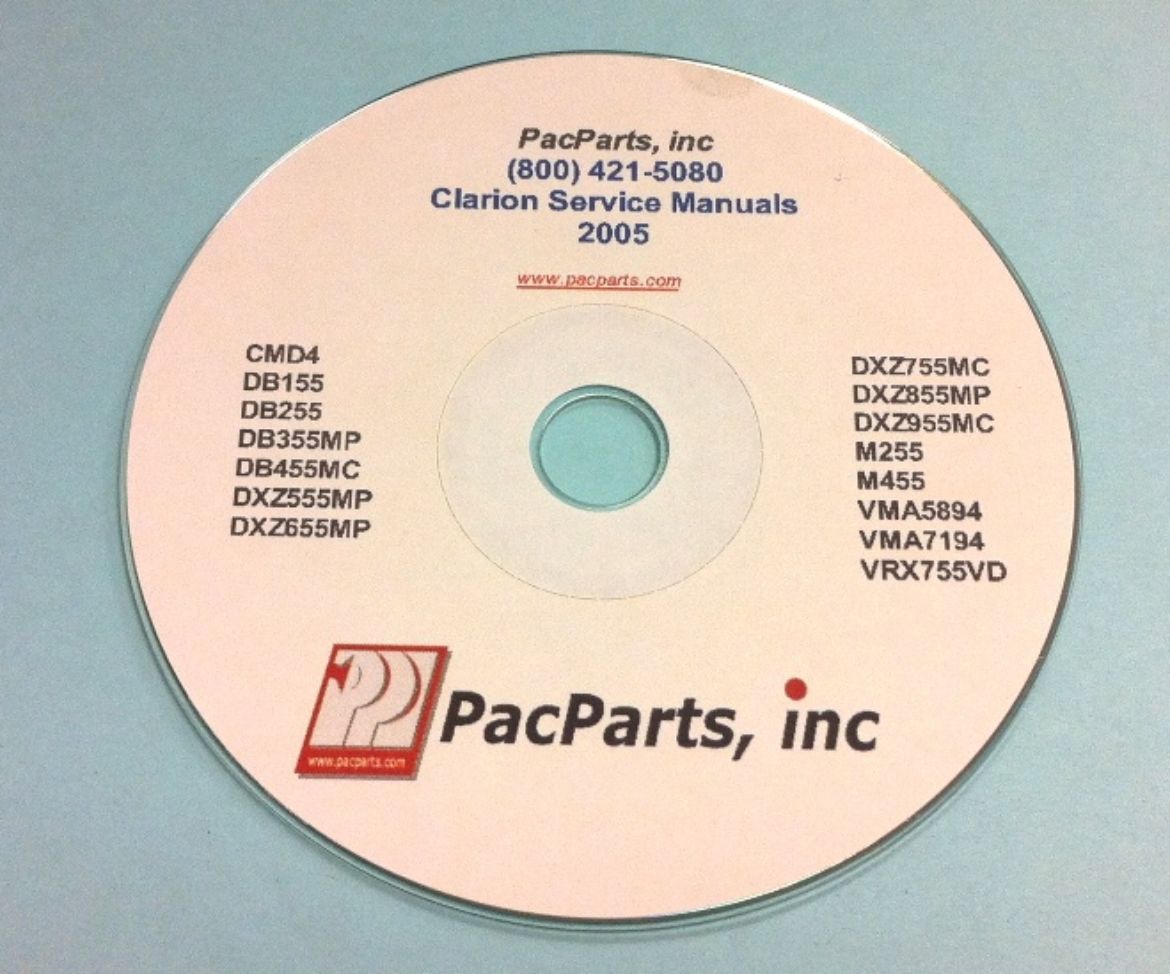 PacParts, inc
(800) 421-5080
Clarion Service Manuals
2005
www.pacparts.com
CMD4
DB155
DB255
DB355MP
DB455MC
DXZ555MP
DXZ655MP
DXZ755MC
DXZ855MP
DXZ955MC
M255
M455
VMA5894
VMA7194
VRX755VD
PacParts, inc
www.pacparts.com